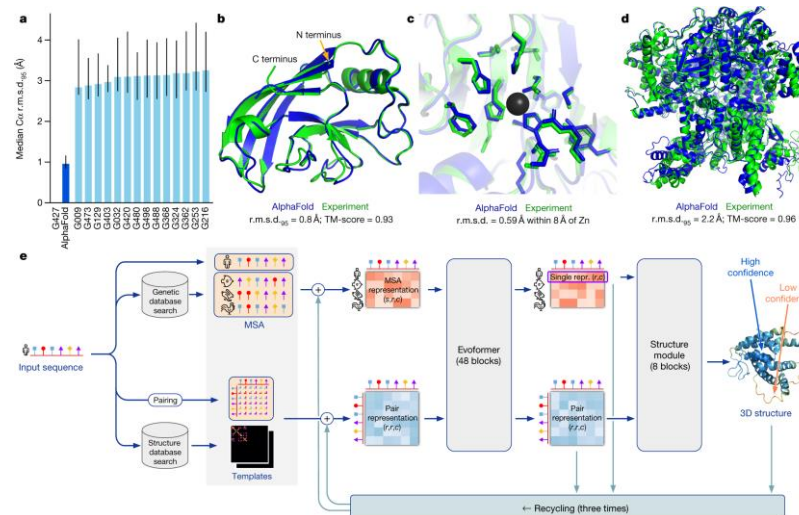 a
Median Cα r.m.s.d.95 (Å)
4
3
2
1
0
G427
AlphaFold
G009
G473
G129
G403
G032
G420
G480
G498
G488
G368
G324
G362
G253
G216
b
N terminus
C terminus
AlphaFold Experiment
r.m.s.d.95 = 0.8 Å; TM-score = 0.93
c
AlphaFold Experiment
r.m.s.d. = 0.59 Å within 8 Å of Zn
d
AlphaFold Experiment
r.m.s.d.95 = 2.2 Å; TM-score = 0.96
e
Input sequence
Genetic
database
search
MSA
Pairing
Structure
database
search
Templates
+
+
MSA
representation
(s,r,c)
Pair
representation
(r,r,c)
Evoformer
(48 blocks)
Single repr. (r,c)
Pair
representation
(r,r,c)
Structure
module
(8 blocks)
High
confidence
Low
confiden
3D structure
← Recycling (three times)